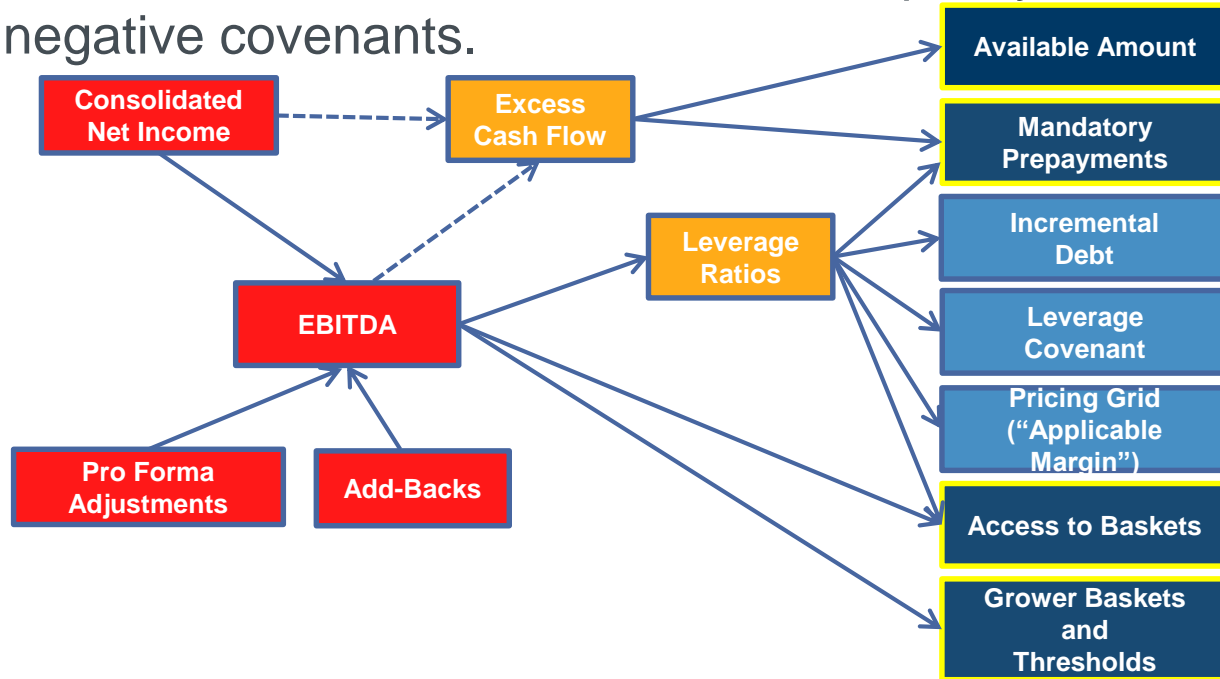 negative covenants.
Available Amount
Consolidated
Net Income
Excess
Cash Flow
Mandatory
Prepayments
Leverage
Ratios
Incremental
Debt
EBITDA
Leverage
Covenant
Pricing Grid
(“Applicable
Margin”)
Pro Forma
Adjustments
Add-Backs
Access to Baskets
Grower Baskets
and
Thresholds